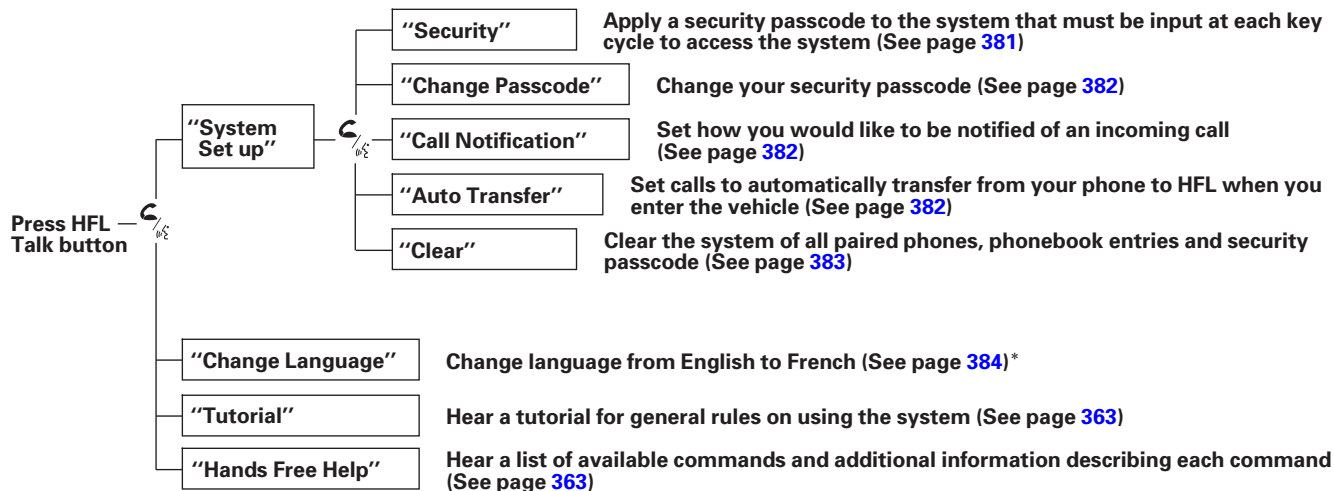 "Security"
Apply a security passcode to the system that must be input at each key
cycle to access the system (See page 381)
"Change Passcode"
Change your security passcode (See page 382)
"System
Set up"
"Call Notification"
Set how you would like to be notified of an incoming call
(See page 382)
"Auto Transfer"
Set calls to automatically transfer from your phone to HFL when you
enter the vehicle (See page 382)
Press HFL
Talk button
"Clear"
Clear the system of all paired phones, phonebook entries and security
passcode (See page 383)
"Change Language"
Change language from English to French (See page 384)*
"Tutorial"
Hear a tutorial for general rules on using the system (See page 363)
"Hands Free Help"
Hear a list of available commands and additional information describing each command
(See page 363)